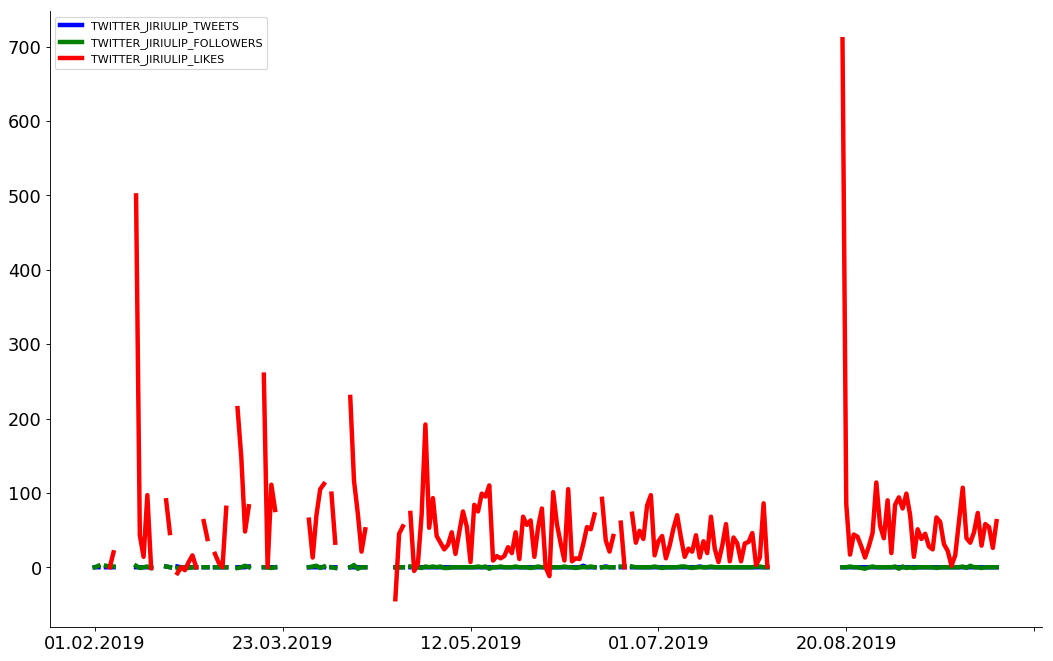 TWITTER_JIRIULIP_TWEETS
TWITTER_JIRIULIP_FOLLOWERS
TWITTER_JIRIULIP_LIKES
700
600
500
400
300
200
100
0
01.02.2019 23.03.2019 12.05.2019 01.07.2019 20.08.2019